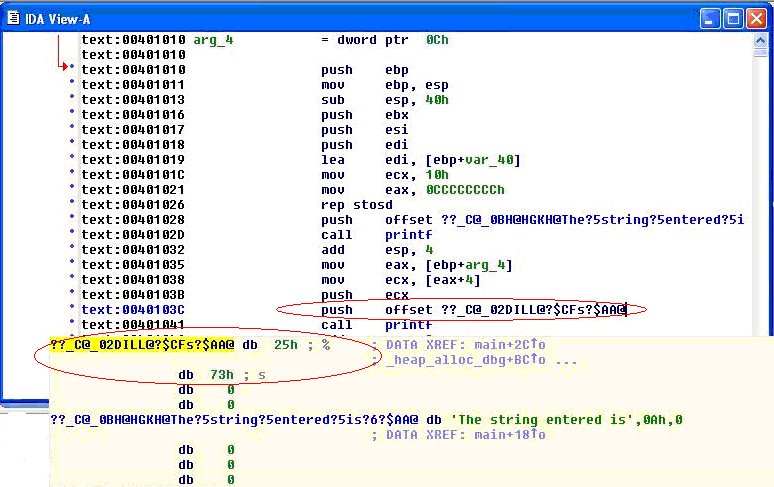 IDA View-A
text:00401010 arg_4 = dword ptr 0Ch
text:00401010
text:00401010 push ebp
text:00401011 mov ebp, esp
text:00401013 sub esp, 40h
text:00401016 push ebx
text:00401017 push esi
text:00401018 push edi
text:00401019 lea edi, [ebp+var_40]
text:0040101C mov ecx, 10h
text:00401021 mov eax, 0CCCCCCCCh
text:00401026 rep stosd
text:00401028 push offset ??_C@_0BH@HGKH@The?5string?5entered?5i
text:0040102D call printf
text:00401032 add esp, 4
text:00401035 mov eax, [ebp+arg_4]
text:00401038 mov ecx, [eax+4]
text:0040103B push ecx
text:0040103C push offset ??_C@_02DILL@?$CFs?$AA@
text:00401041 call printf
??_C@_02DILL@?$CFs?$AA@ db 25h ; % ; DATA XREF: main+2C↑o
; _heap_alloc_dbg+BC↑o ...
db 73h ; s
db 0
db 0
??_C@_0BH@HGKH@The?5string?5entered?5is?6?$AA@ db 'The string entered is',0Ah,0
; DATA XREF: main+18↑o
db 0
db 0
db 0